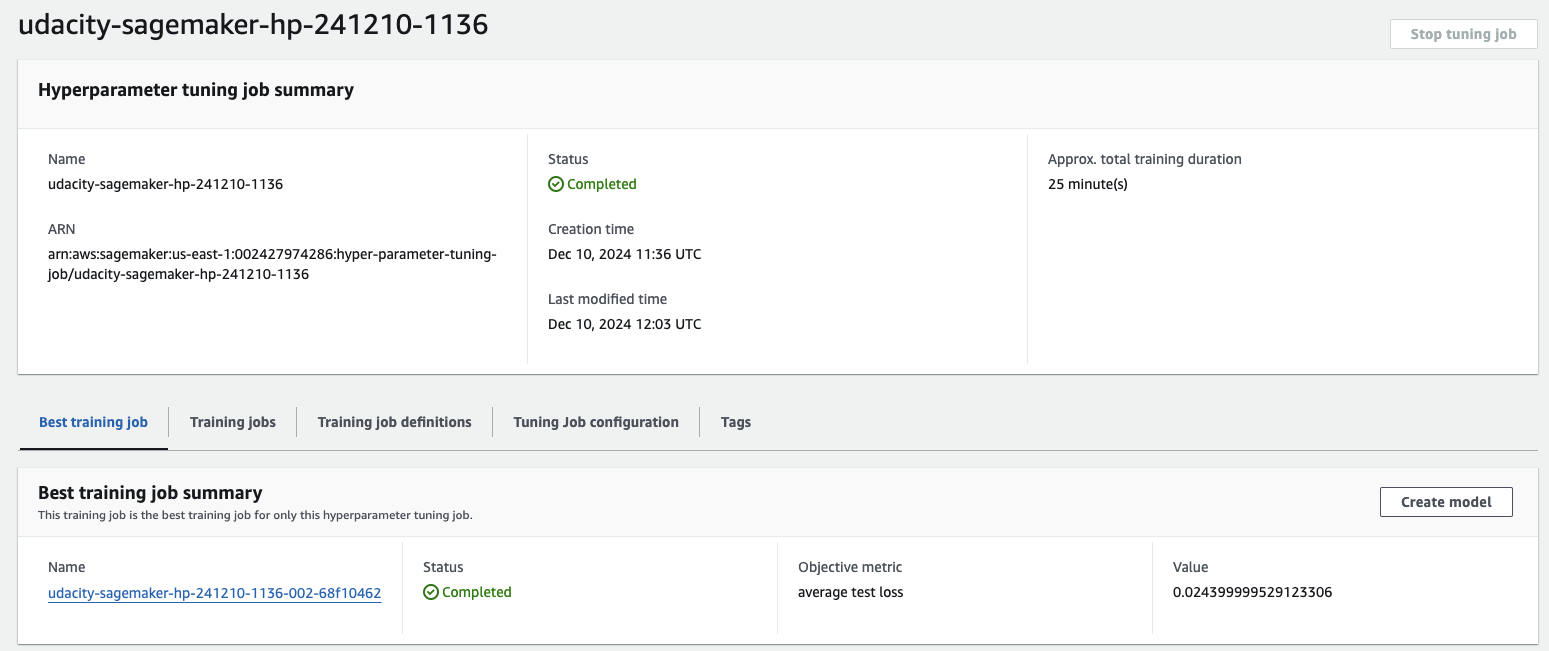 udacity-sagemaker-hp-241210-1136
Stop tuning job
Hyperparameter tuning job summary
Name
udacity-sagemaker-hp-241210-1136
ARN
arn:aws:sagemaker:us-east-1:002427974286:hyper-parameter-tuning-
job/udacity-sagemaker-hp-241210-1136
Status
Completed
Creation time
Dec 10, 2024 11:36 UTC
Last modified time
Dec 10, 2024 12:03 UTC
Approx. total training duration
25 minute(s)
Best training job
Training jobs
Training job definitions
Tuning Job configuration
Tags
Best training job summary
This training job is the best training job for only this hyperparameter tuning job.
Create model
Name
udacity-sagemaker-hp-241210-1136-002-68f10462
Status
Completed
Objective metric
average test loss
Value
0.024399999529123306